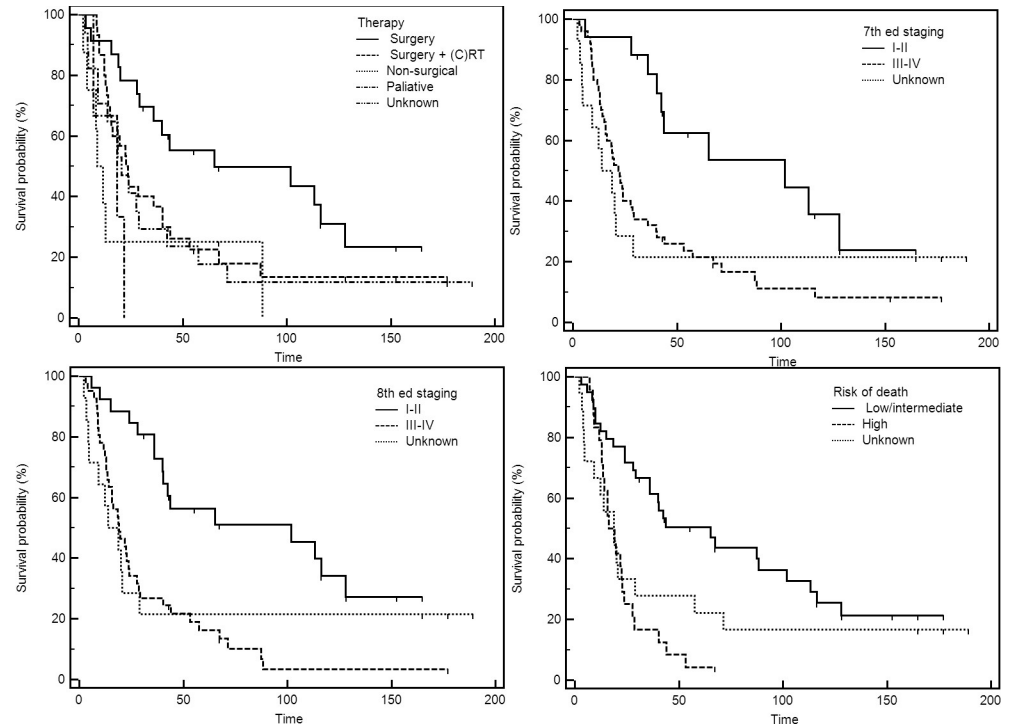 Therapy
Surgery
Surgery + (C)RT
Non-surgical
Paliative
Unknown
Survival probability (%)
100
80
60
40
20
0
0 50 100 150 200
Time
7th ed staging
I-II
III-IV
Unknown
Survival probability (%)
100
80
60
40
20
0
0 50 100 150 200
Time
8th ed staging
I-II
III-IV
Unknown
Survival probability (%)
100
80
60
40
20
0
0 50 100 150 200
Time
Risk of death
Low/intermediate
High
Unknown
Survival probability (%)
100
80
60
40
20
0
0 50 100 150 200
Time